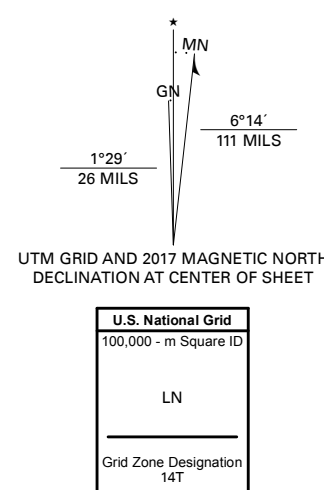 ★
MN
GN
6°14´
111 MILS
1°29´
26 MILS
UTM GRID AND 2017 MAGNETIC NORTH
DECLINATION AT CENTER OF SHEET
U.S. National Grid
100,000 - m Square ID
LN
Grid Zone Designation
14T